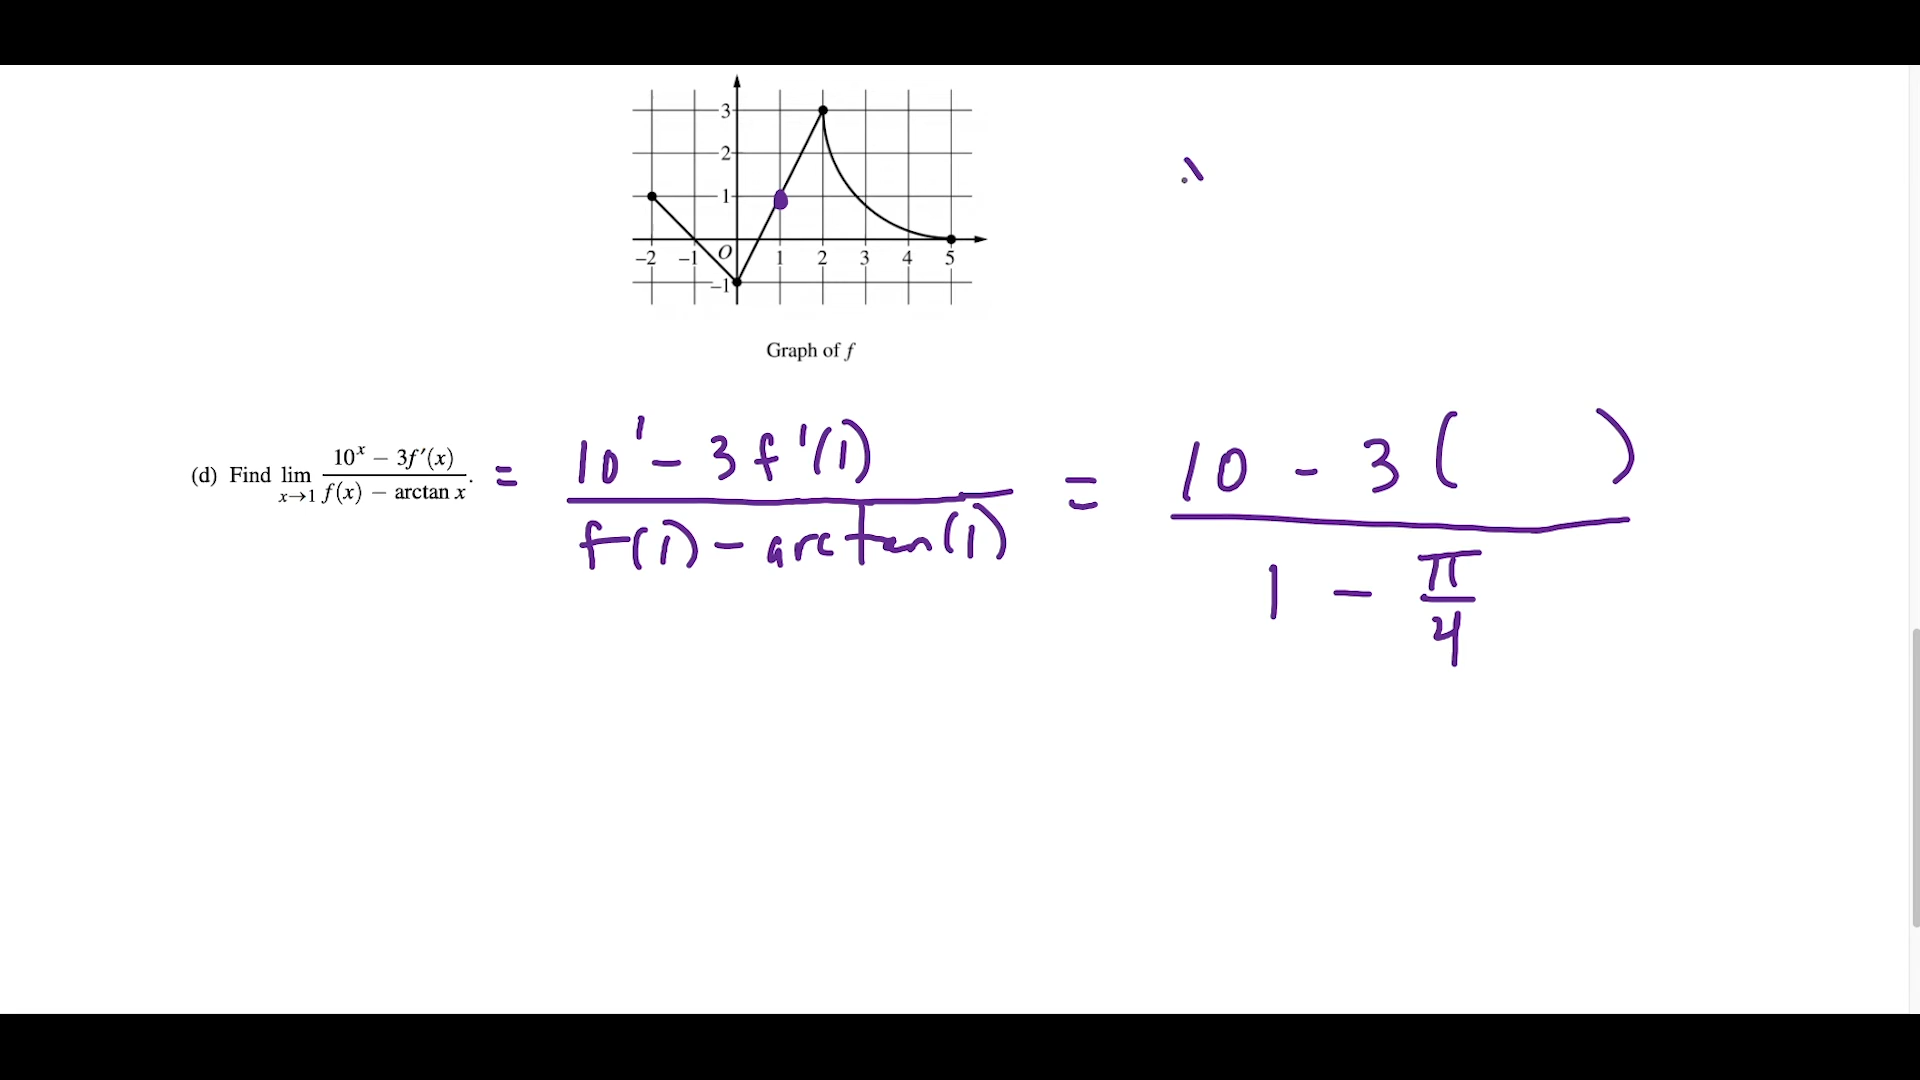 3
2
1
O
-2 -1 1 2 3 4 5
-1
Graph of f
(d) Find lim x→1 (10^x − 3f′(x)) / (f(x) − arctan x). = (10^1 − 3f'(1)) / (f(1) − arctan(1)) = (10 − 3( )) / (1 − π/4)